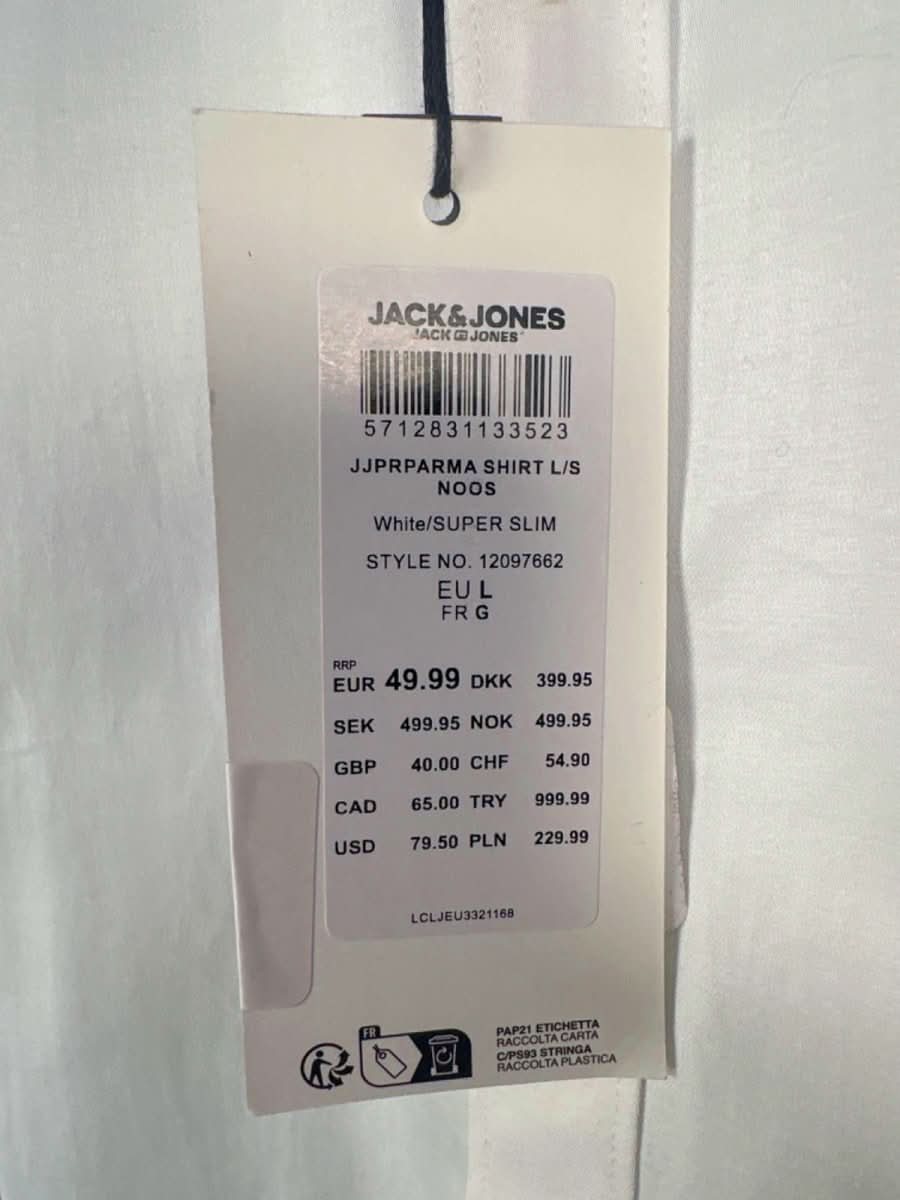 JACK&JONES
JACK JONES
5712831133523
JJPRPARMA SHIRT L/S
NOOS
White/SUPER SLIM
STYLE NO. 12097662
EU L
FR G
RRP
EUR 49.99 DKK 399.95
SEK 499.95 NOK 499.95
GBP 40.00 CHF 54.90
CAD 65.00 TRY 999.99
USD 79.50 PLN 229.99
LCLJEU3321168
FR
PAP21 ETICHETTA
RACCOLTA CARTA
C/PS93 STRINGA
RACCOLTA PLASTICA